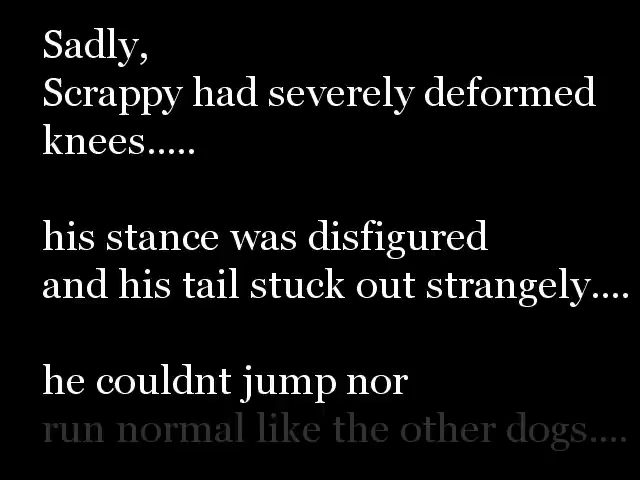 Sadly,
Scrappy had severely deformed
knees.....
his stance was disfigured
and his tail stuck out strangely....
he couldnt jump nor
run normal like the other dogs....